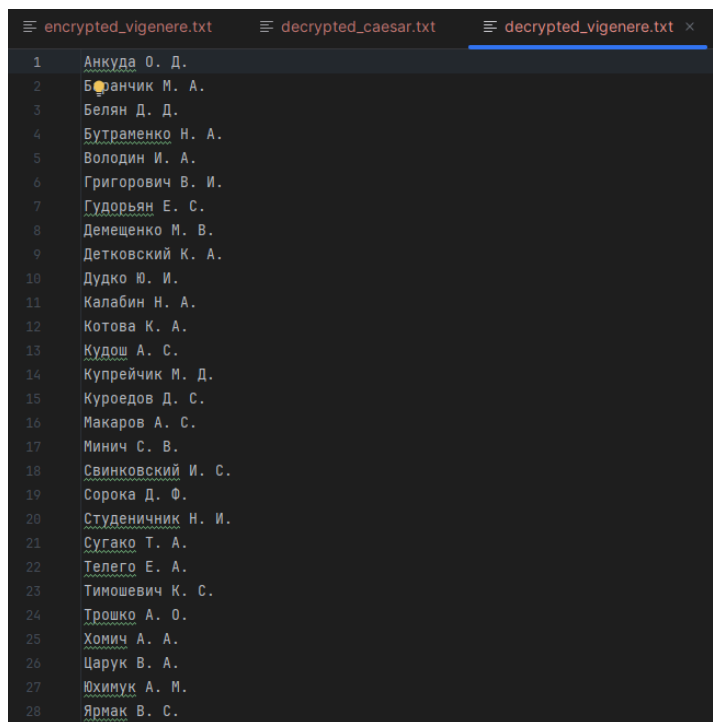 encrypted_vigenere.txt decrypted_caesar.txt decrypted_vigenere.txt ×
1 Анкуда О. Д.
2 М. А.
3 Белян Д. Д.
4 Бутраменко Н. А.
5 Володин И. А.
6 Григорович В. И.
7 Гудорьян Е. С.
8 Демещенко М. В.
9 Детковский К. А.
10 Дудко Ю. И.
11 Калабин Н. А.
12 Котова К. А.
13 Кудош А. С.
14 Купрейчик М. Д.
15 Куроедов Д. С.
16 Макаров А. С.
17 Минич С. В.
18 Свинковский И. С.
19 Сорока Д. Ф.
20 Студеничник Н. И.
21 Сугако Т. А.
22 Телего Е. А.
23 Тимошевич К. С.
24 Трошко А. О.
25 Хомич А. А.
26 Царук В. А.
27 Юхимук А. М.
28 Ярмак В. С.